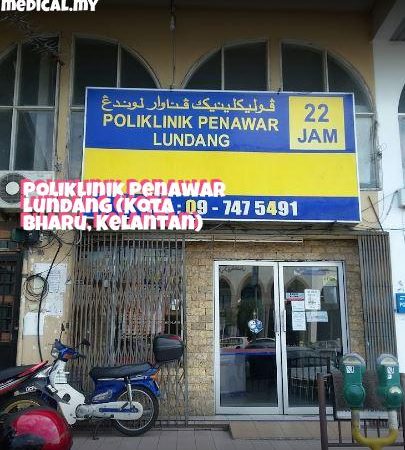 medical.my
ڤوليکلينيک ڤناوار لوندڠ
POLIKLINIK PENAWAR
LUNDANG
22
JAM
: 09 - 747 5491
Poliklinik Penawar
Lundang (Kota
Bharu, Kelantan)